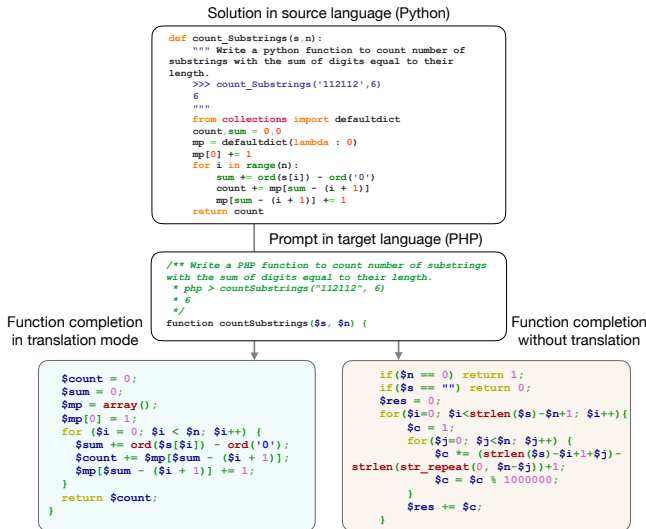 Solution in source language (Python)
def count_Substrings(s,n):
    """ Write a python function to count number of
substrings with the sum of digits equal to their
length.
    >>> count_Substrings('112112',6)
    6
    """
    from collections import defaultdict
    count,sum = 0,0
    mp = defaultdict(lambda : 0)
    mp[0] += 1
    for i in range(n):
        sum += ord(s[i]) - ord('0')
        count += mp[sum - (i + 1)]
        mp[sum - (i + 1)] += 1
    return count
Prompt in target language (PHP)
/** Write a PHP function to count number of substrings
with the sum of digits equal to their length.
 * php > countSubstrings("112112", 6)
 * 6
 */
function countSubstrings($s, $n) {
Function completion
in translation mode
$count = 0;
$sum = 0;
$mp = array();
$mp[0] = 1;
for ($i = 0; $i < $n; $i++) {
  $sum += ord($s[$i]) - ord('0');
  $count += $mp[$sum - ($i + 1)];
  $mp[$sum - ($i + 1)] += 1;
}
return $count;
}
Function completion
without translation
if($n == 0) return 1;
if($s == "") return 0;
$res = 0;
for($i=0; $i<strlen($s)-$n+1; $i++){
    $c = 1;
    for($j=0; $j<$n; $j++) {
        $c *= (strlen($s)-$i+1+$j)-
strlen(str_repeat(0, $n-$j))+1;
        $c = $c % 1000000;
    }
    $res += $c;
}